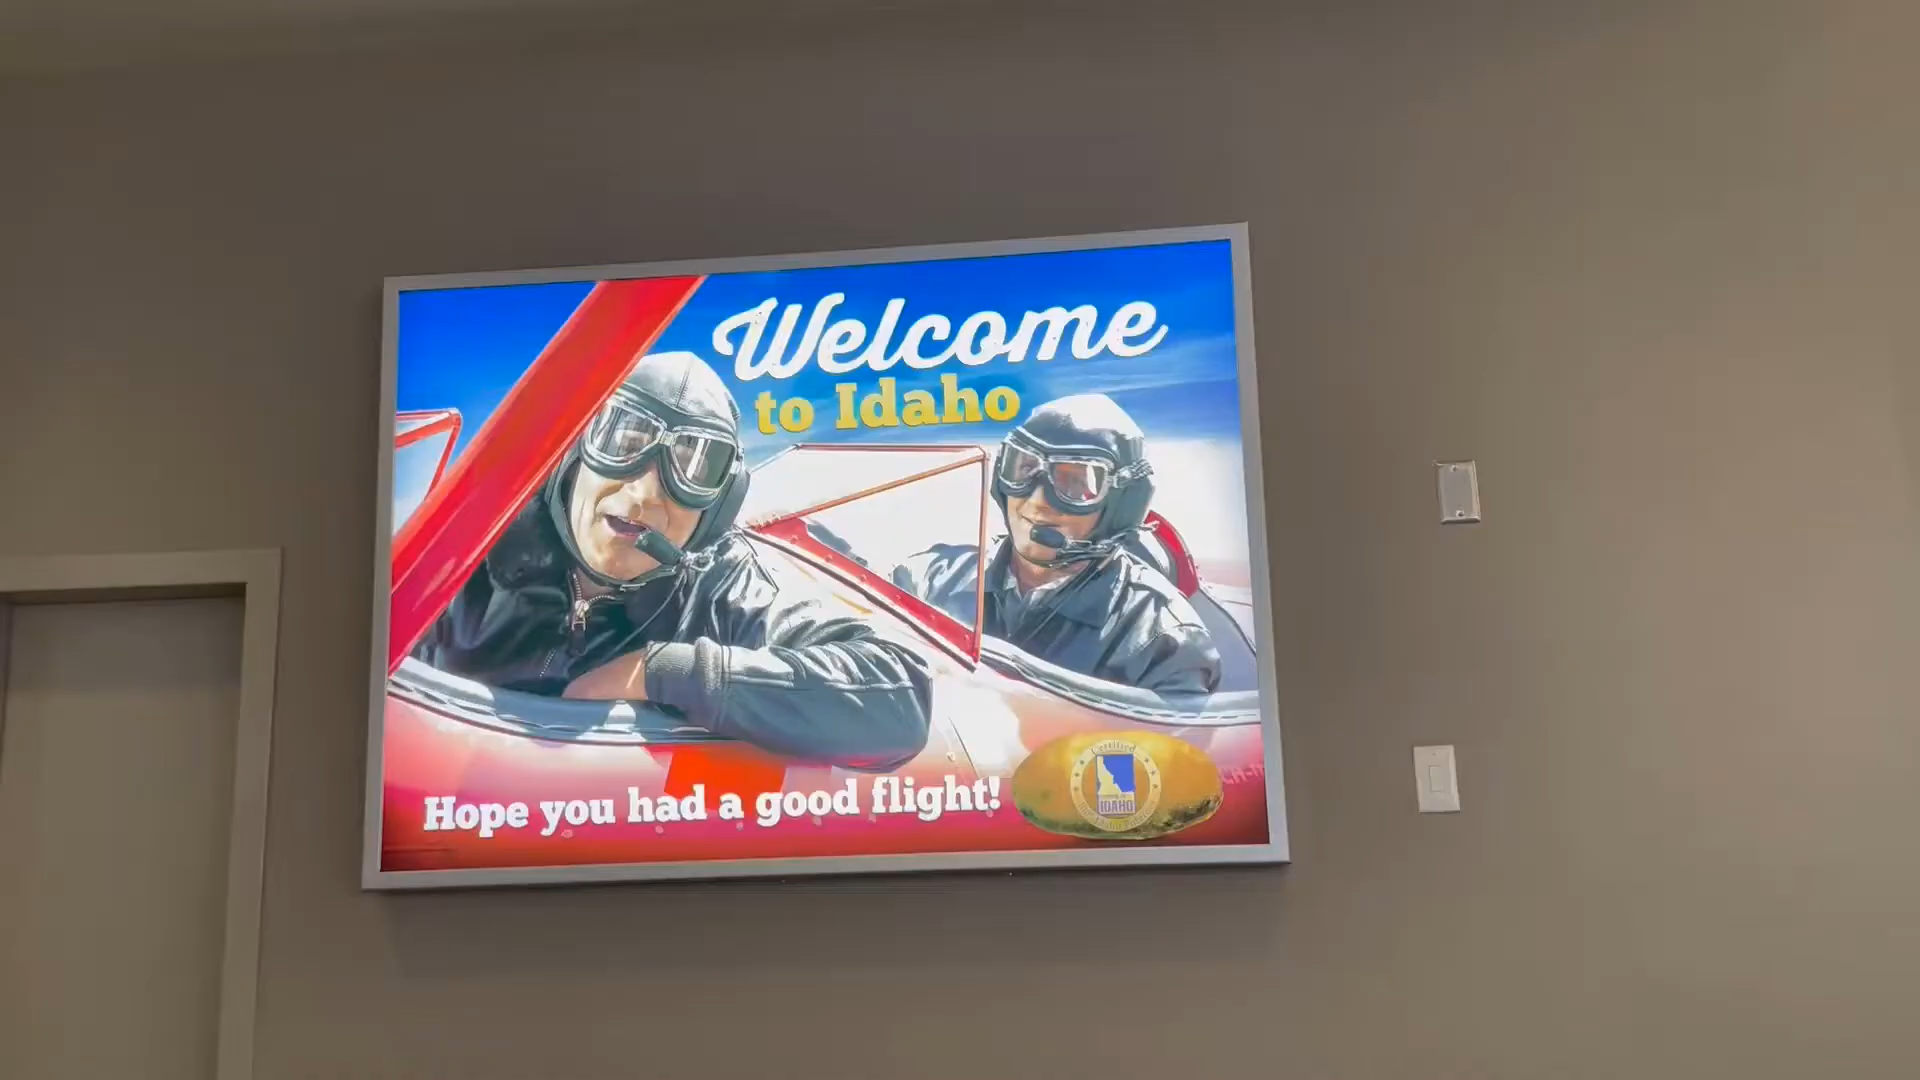 Welcome
to Idaho
Hope you had a good flight!
Certified
IDAHO